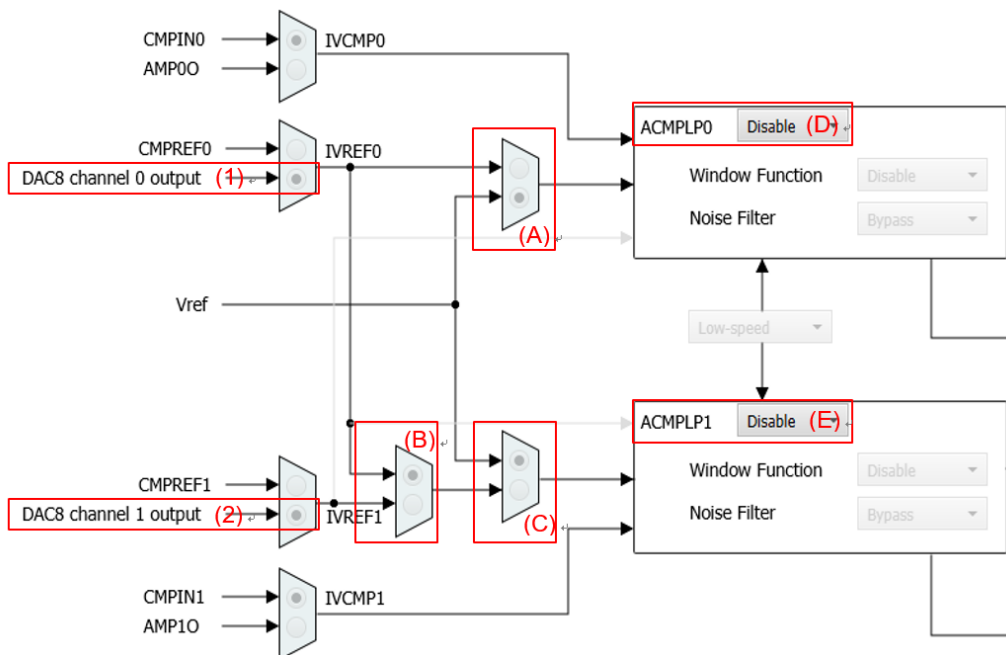 CMPIN0
IVCMP0
AMP0O
ACMPLP0 Disable (D)
CMPREF0
IVREF0
DAC8 channel 0 output (1)
Window Function Disable
Noise Filter Bypass
(A)
Vref
Low-speed
ACMPLP1 Disable (E)
(B)
Window Function Disable
CMPREF1
DAC8 channel 1 output (2)
IVREF1
(C)
Noise Filter Bypass
CMPIN1
IVCMP1
AMP1O